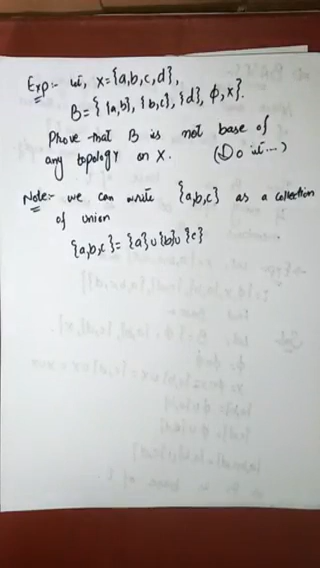 Exp:- let, X={a,b,c,d},
B={ {a,b}, {b,c}, {d}, ϕ, X}.
Prove that B is not base of
any topology on X. (Do it...)
Note:- we can write {a,b,c} as a collection
of union
{a,b,c}= {a}∪{b}∪{c}